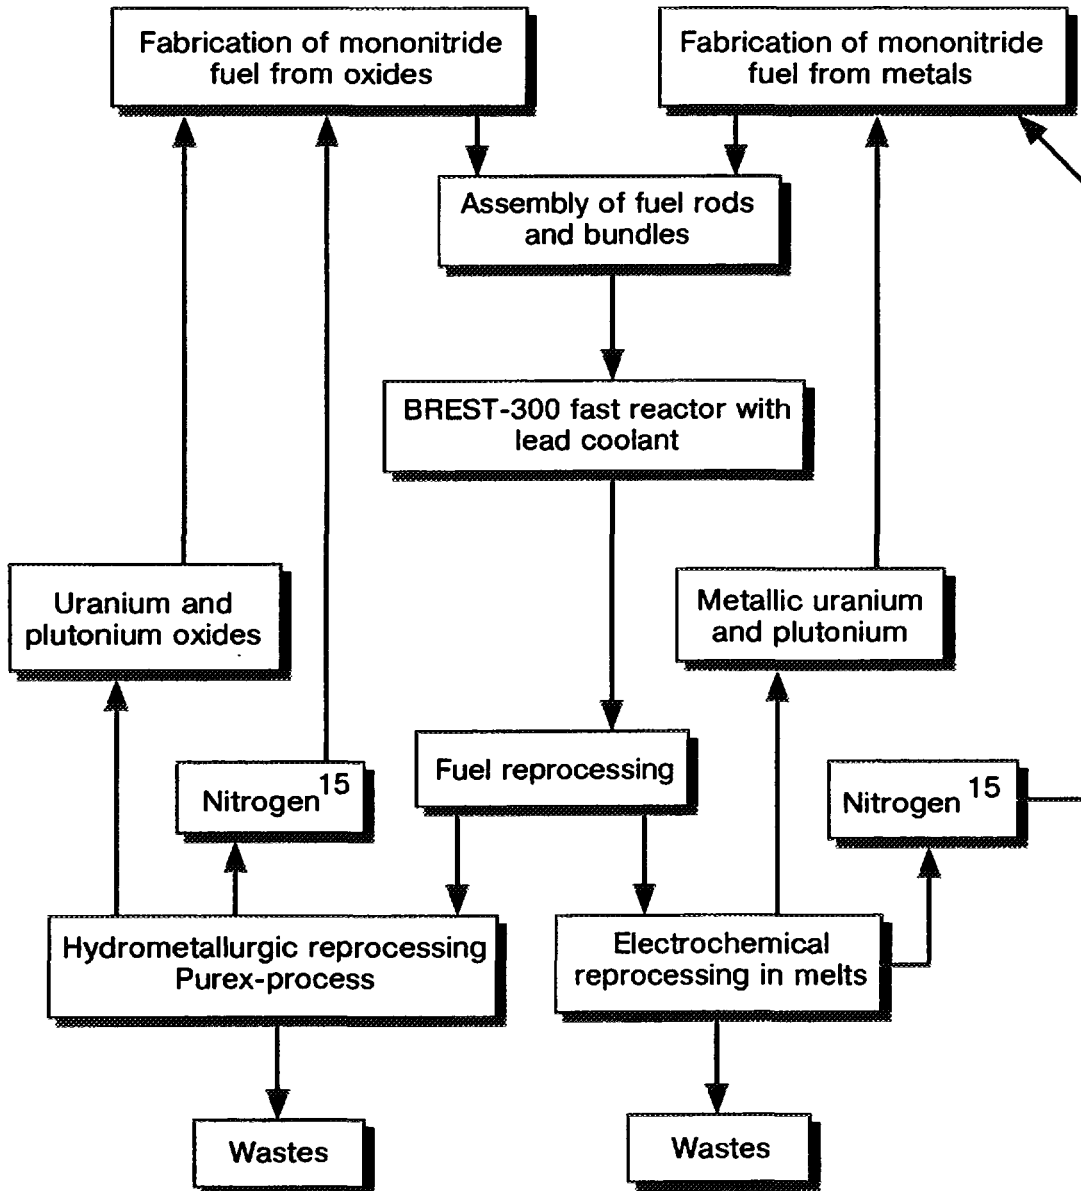 Fabrication of mononitride
fuel from oxides
Fabrication of mononitride
fuel from metals
Assembly of fuel rods
and bundles
BREST-300 fast reactor with
lead coolant
Uranium and
plutonium oxides
Metallic uranium
and plutonium
Nitrogen 15
Fuel reprocessing
Nitrogen 15
Hydrometallurgic reprocessing
Purex-process
Electrochemical
reprocessing in melts
Wastes
Wastes